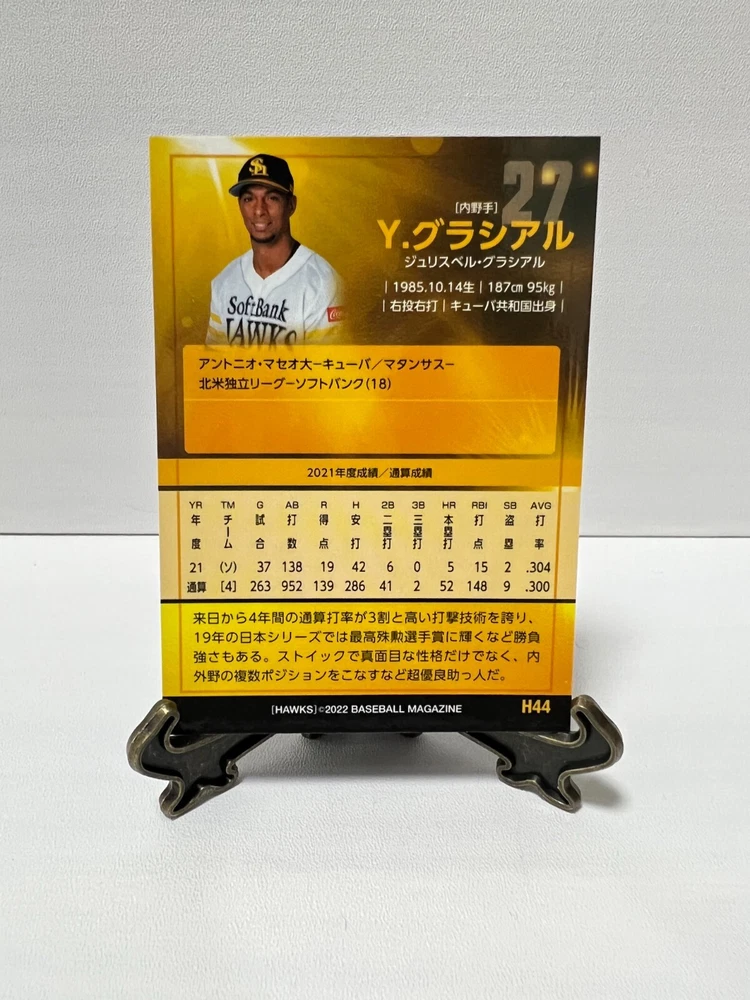 SH
27
[内野手]
Y.グラシアル
ジュリスベル・グラシアル
| 1985.10.14生 | 187cm 95kg |
| 右投右打 | キューバ共和国出身 |
SoftBank
HAWKS
Coca
アントニオ・マセオ大−キューバ/マタンサス−
北米独立リーグ−ソフトバンク(18)
2021年度成績/通算成績
YR TM G AB R H 2B 3B HR RBI SB AVG
年度 チーム 試合 打数 得点 安打 二塁打 三塁打 本塁打 打点 盗塁 打率
21 (ソ) 37 138 19 42 6 0 5 15 2 .304
通算 [4] 263 952 139 286 41 2 52 148 9 .300
来日から4年間の通算打率が3割と高い打撃技術を誇り、
19年の日本シリーズでは最高殊勲選手賞に輝くなど勝負
強さもある。ストイックで真面目な性格だけでなく、内
外野の複数ポジションをこなすなど超優良助っ人だ。
[HAWKS]©2022 BASEBALL MAGAZINE H44